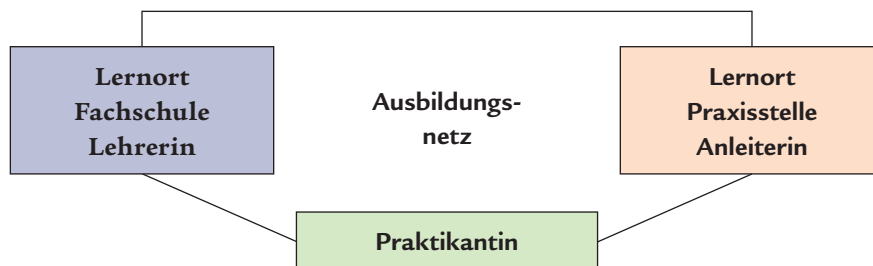 Lernort
Fachschule
Lehrerin
Ausbildungs-
netz
Lernort
Praxisstelle
Anleiterin
Praktikantin